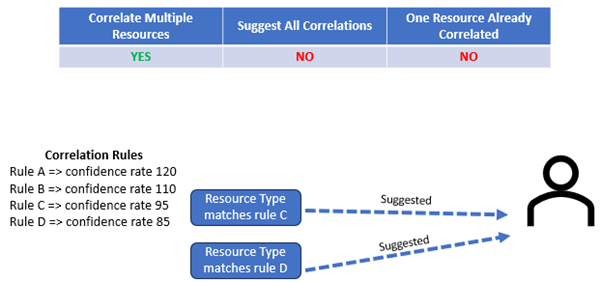 Correlate Multiple Resources
Suggest All Correlations
One Resource Already Correlated
YES
NO
NO
Correlation Rules
Rule A => confidence rate 120
Rule B => confidence rate 110
Rule C => confidence rate 95
Rule D => confidence rate 85
Resource Type
matches rule C
Suggested
Resource Type
matches rule D
Suggested